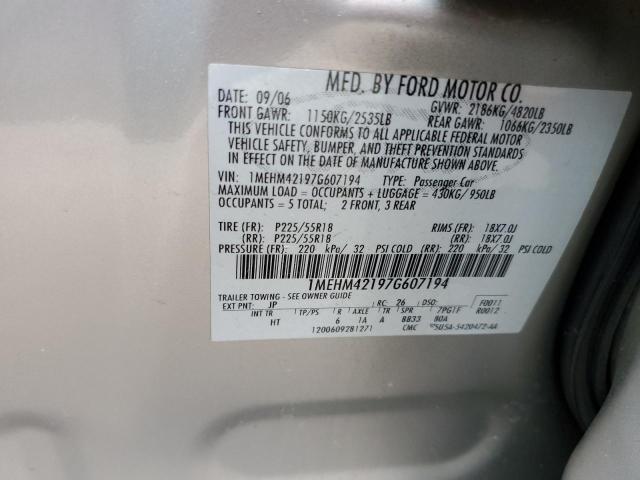 MFD. BY FORD MOTOR CO.
DATE: 09/06 GVWR: 2186KG/4820LB
FRONT GAWR: 1150KG/2535LB REAR GAWR: 1066KG/2350LB
THIS VEHICLE CONFORMS TO ALL APPLICABLE FEDERAL MOTOR
VEHICLE SAFETY, BUMPER, AND THEFT PREVENTION STANDARDS
IN EFFECT ON THE DATE OF MANUFACTURE SHOWN ABOVE.
VIN: 1MEHM42197G607194 TYPE: Passenger Car
MAXIMUM LOAD = OCCUPANTS + LUGGAGE = 430KG/ 950LB
OCCUPANTS = 5 TOTAL; 2 FRONT, 3 REAR
TIRE (FR): P225/55R18 RIMS (FR): 18X7.0J
(RR): P225/55R18 (RR): 18X7.0J
PRESSURE (FR): 220 kPa/ 32 PSI COLD (RR): 220 kPa/ 32 PSI COLD
1MEHM42197G607194
TRAILER TOWING - SEE OWNER GUIDE
EXT PNT: JP RC: 26 DSO: F0011
INT TR TP/PS R AXLE TR SPR 7PG1F R0012
HT 6 1A A 8833 80A
1200609281271 CMC 5U5A-5420472-AA